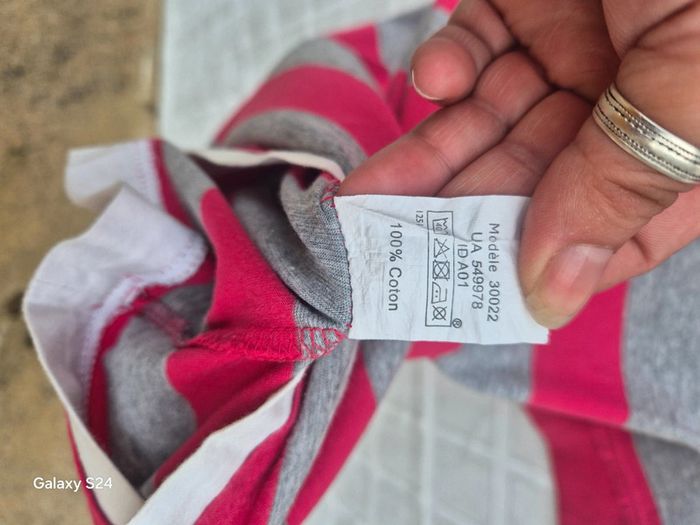 Modèle 30022
UA 549978
ID A01
®
100% Coton
Galaxy S24